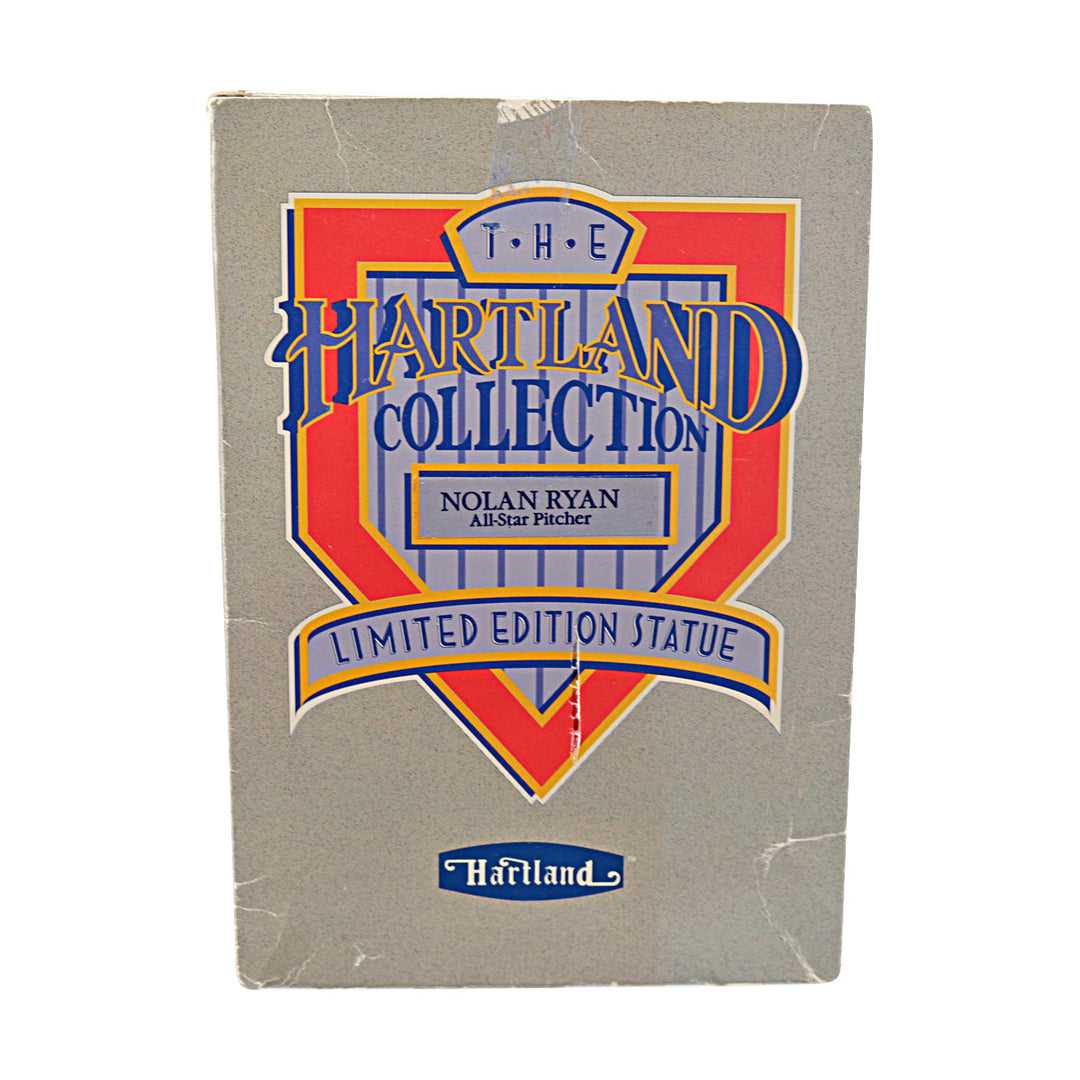 T·H·E
HARTLAND
COLLECTION
NOLAN RYAN
All-Star Pitcher
LIMITED EDITION STATUE
Hartland